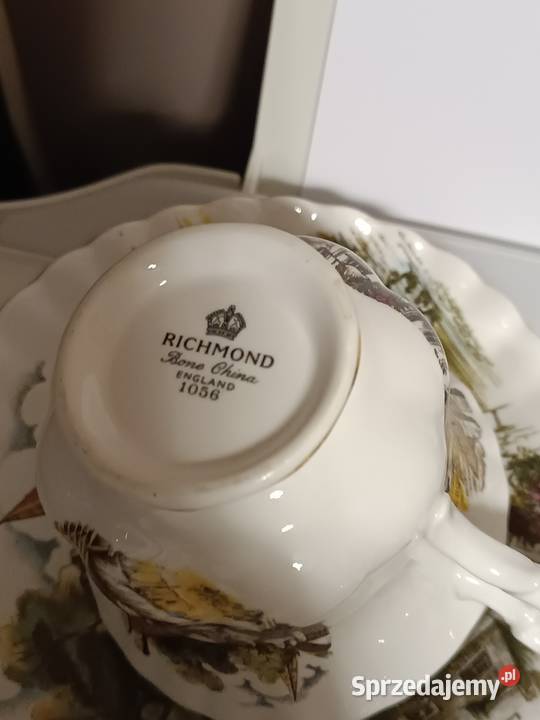 RICHMOND
Bone China
ENGLAND
1056
Sprzedajemy.pl